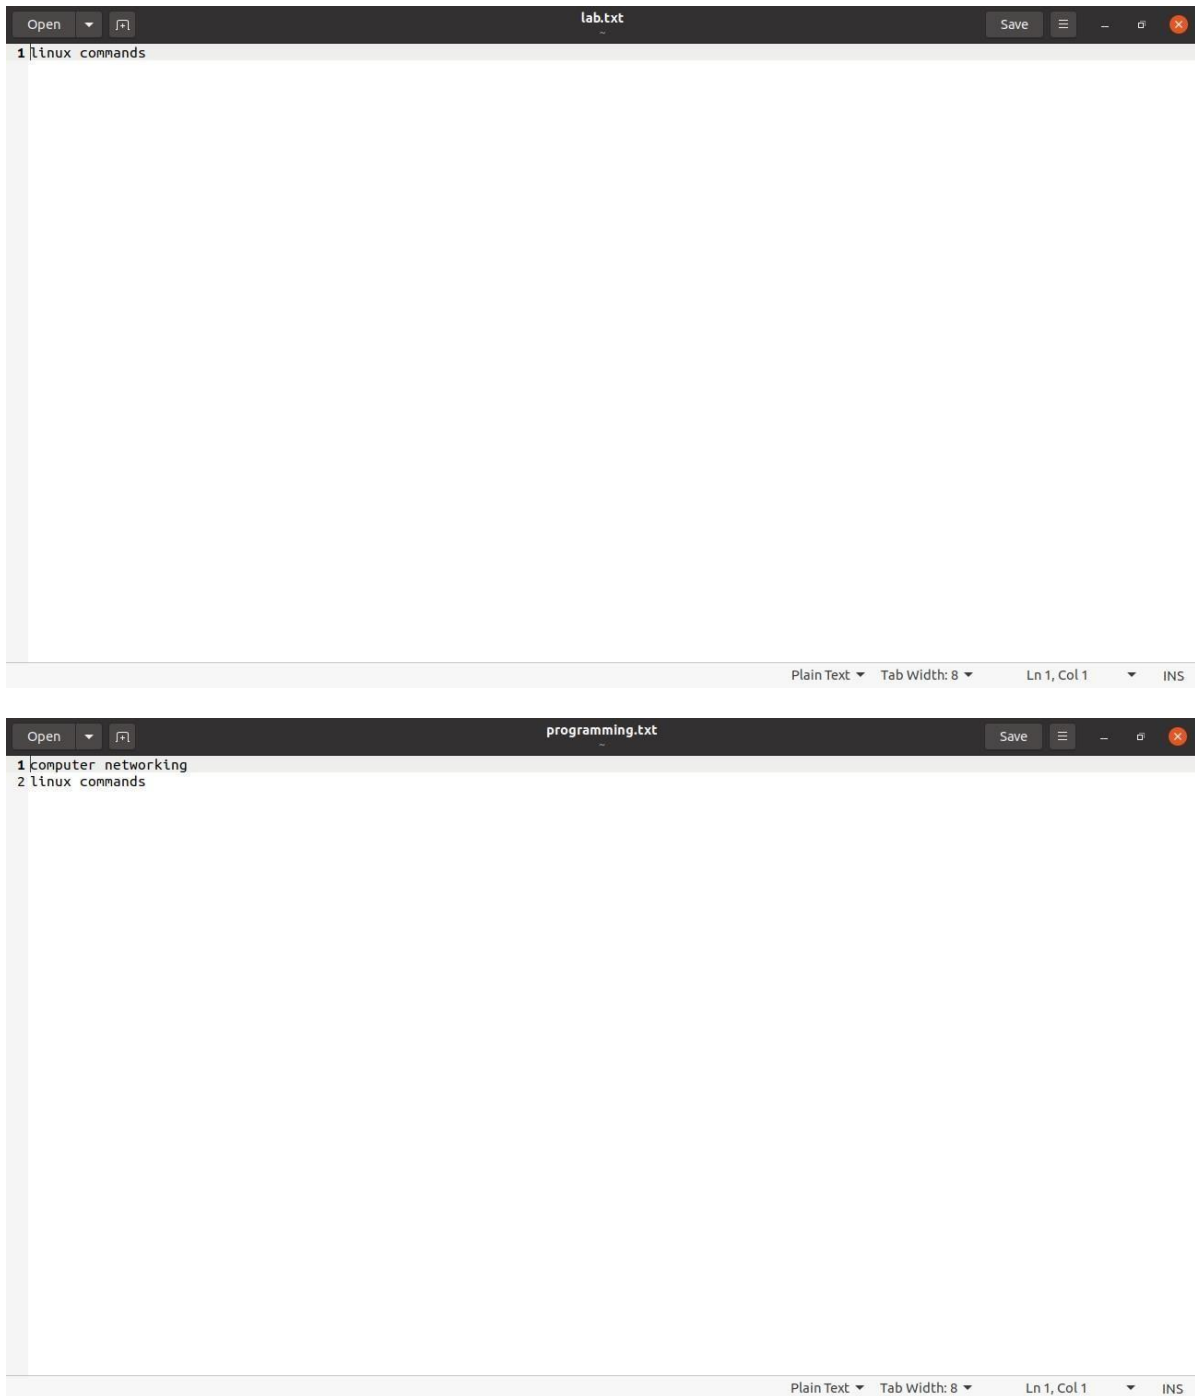 Open
lab.txt
~
Save
1 linux commands
Plain Text Tab Width: 8 Ln 1, Col 1 INS
Open
programming.txt
~
Save
1 computer networking
2 linux commands
Plain Text Tab Width: 8 Ln 1, Col 1 INS